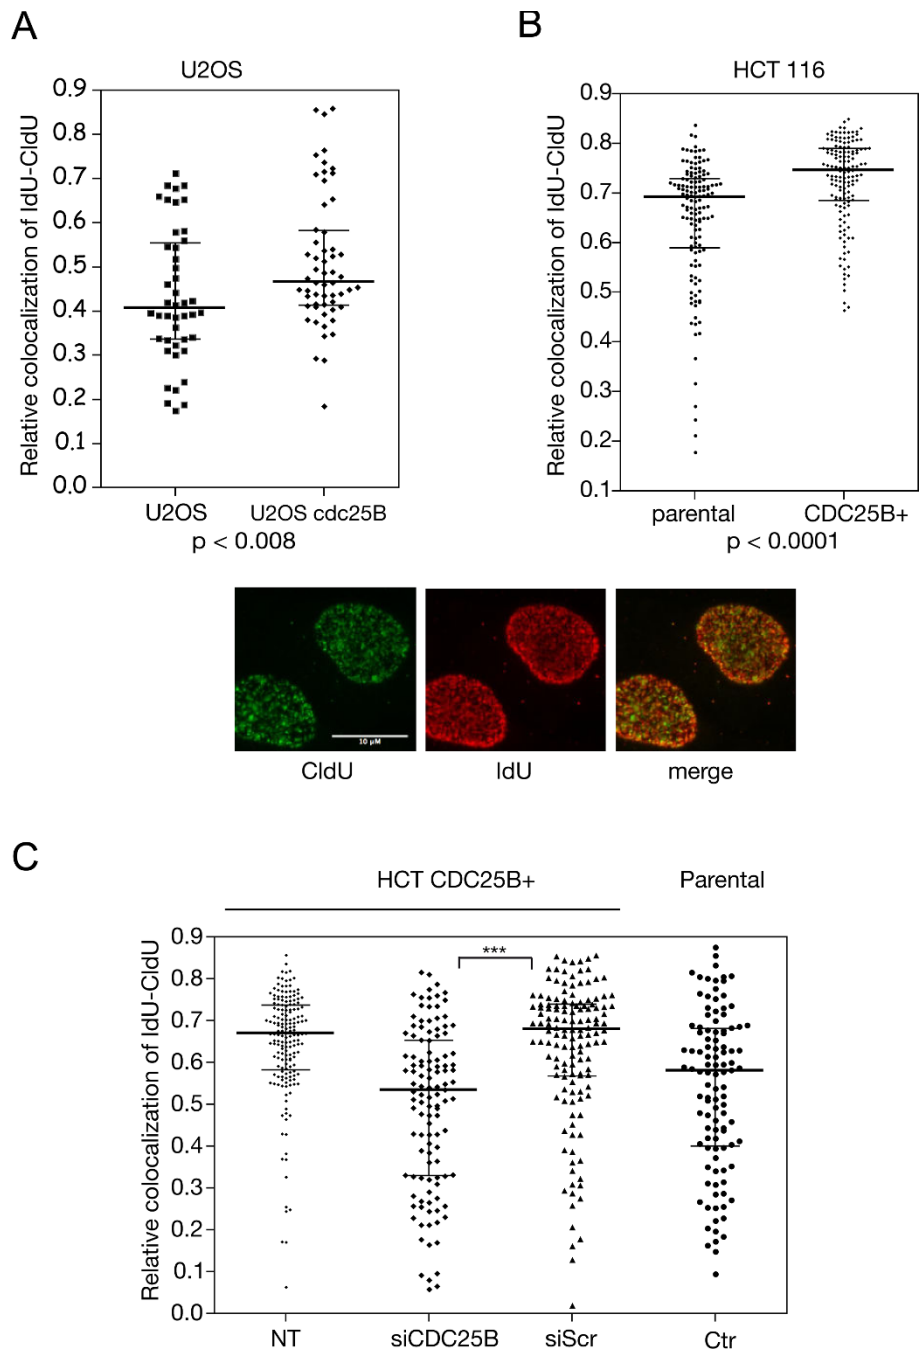 A
U2OS
Relative colocalization of IdU-CldU
0.9
0.8
0.7
0.6
0.5
0.4
0.3
0.2
0.1
0.0
U2OS
U2OS cdc25B
p < 0.008
B
HCT 116
Relative colocalization of IdU-CldU
0.9
0.8
0.7
0.6
0.5
0.4
0.3
0.2
0.1
parental
CDC25B+
p < 0.0001
10 µM
CldU
IdU
merge
C
HCT CDC25B+
Parental
Relative colocalization of IdU-CldU
0.9
0.8
0.7
0.6
0.5
0.4
0.3
0.2
0.1
0.0
***
NT
siCDC25B
siScr
Ctr